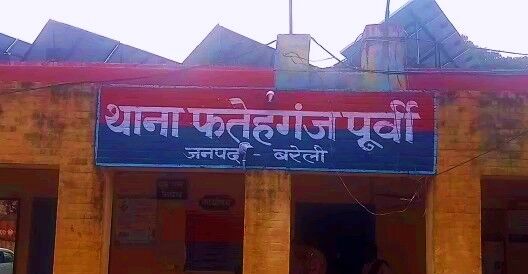 थाना फतेहगंज पूर्वी
जनपद - बरेली